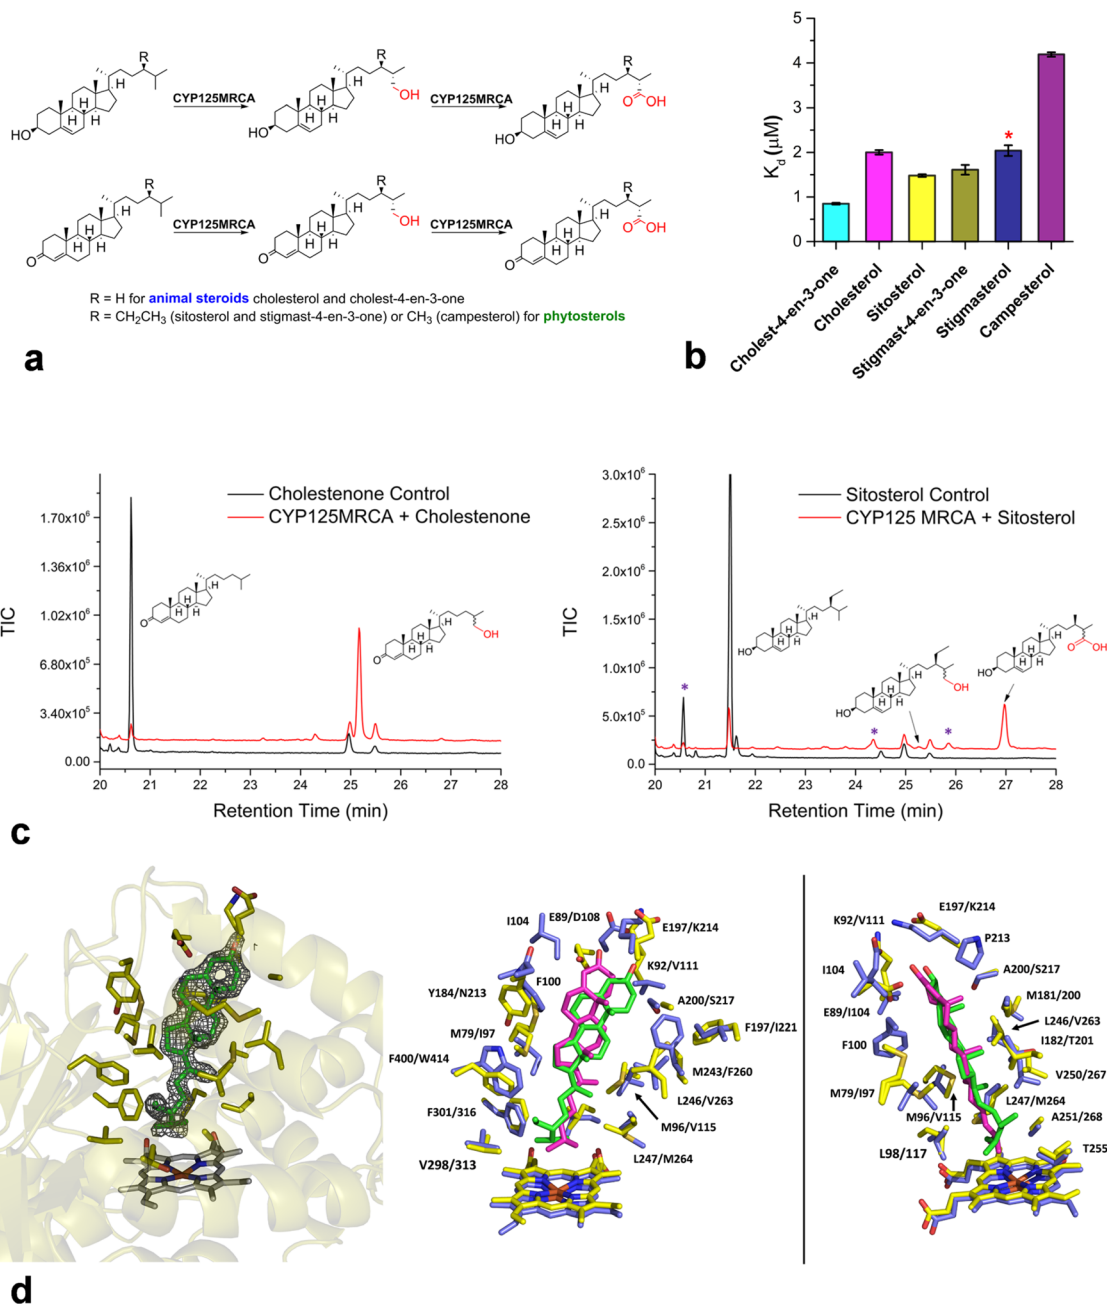 R
H
H
H
HO
CYP125MRCA
R
OH
H
H
H
HO
CYP125MRCA
R
O
OH
H
H
H
HO
R
H
H
H
O
CYP125MRCA
R
OH
H
H
H
O
CYP125MRCA
R
O
OH
H
H
H
O
R = H for animal steroids cholesterol and cholest-4-en-3-one
R = CH2CH3 (sitosterol and stigmast-4-en-3-one) or CH3 (campesterol) for phytosterols
a
Kd (μM)
5
4
3
2
1
0
*
Cholest-4-en-3-one
Cholesterol
Sitosterol
Stigmast-4-en-3-one
Stigmasterol
Campesterol
b
TIC
1.70x10^6
1.36x10^6
1.02x10^6
6.80x10^5
3.40x10^5
0.00
Cholestenone Control
CYP125MRCA + Cholestenone
H
H
H
O
H
H
H
O
OH
20 21 22 23 24 25 26 27 28
Retention Time (min)
TIC
3.0x10^6
2.5x10^6
2.0x10^6
1.5x10^6
1.0x10^6
5.0x10^5
0.0
Sitosterol Control
CYP125 MRCA + Sitosterol
H
H
H
HO
H
H
H
HO
OH
H
H
H
HO
O
OH
*
*
*
20 21 22 23 24 25 26 27 28
Retention Time (min)
c
I104
E89/D108
E197/K214
F100
K92/V111
Y184/N213
A200/S217
M79/I97
F197/I221
F400/W414
M243/F260
L246/V263
F301/316
M96/V115
V298/313
L247/M264
E197/K214
K92/V111
P213
I104
A200/S217
M181/200
E89/I104
L246/V263
F100
I182/T201
V250/267
M79/I97
L247/M264
M96/V115
A251/268
L98/117
T255
d